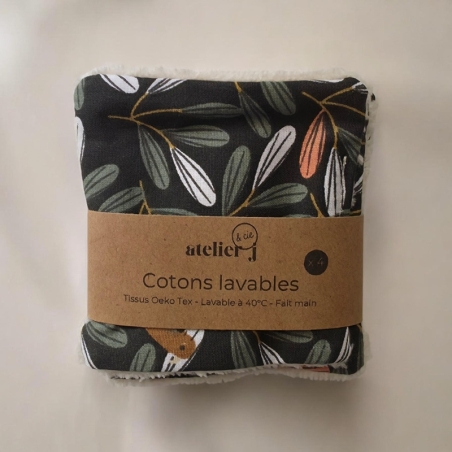 & cie
atelier j
x 4
Cotons lavables
Tissus Oeko Tex - Lavable à 40°C - Fait main